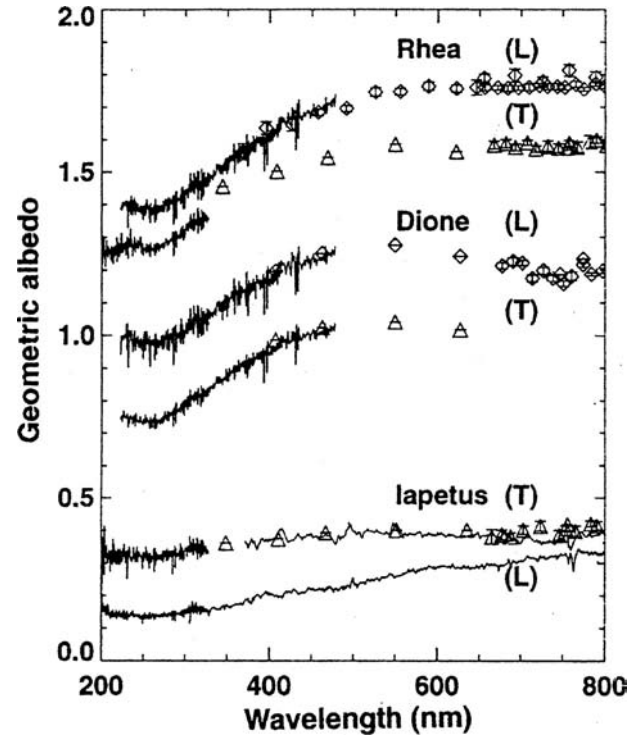 2.0
Rhea (L)
(T)
1.5
Dione (L)
(T)
1.0
Geometric albedo
Iapetus (T)
0.5
(L)
0.0
200 400 600 800
Wavelength (nm)